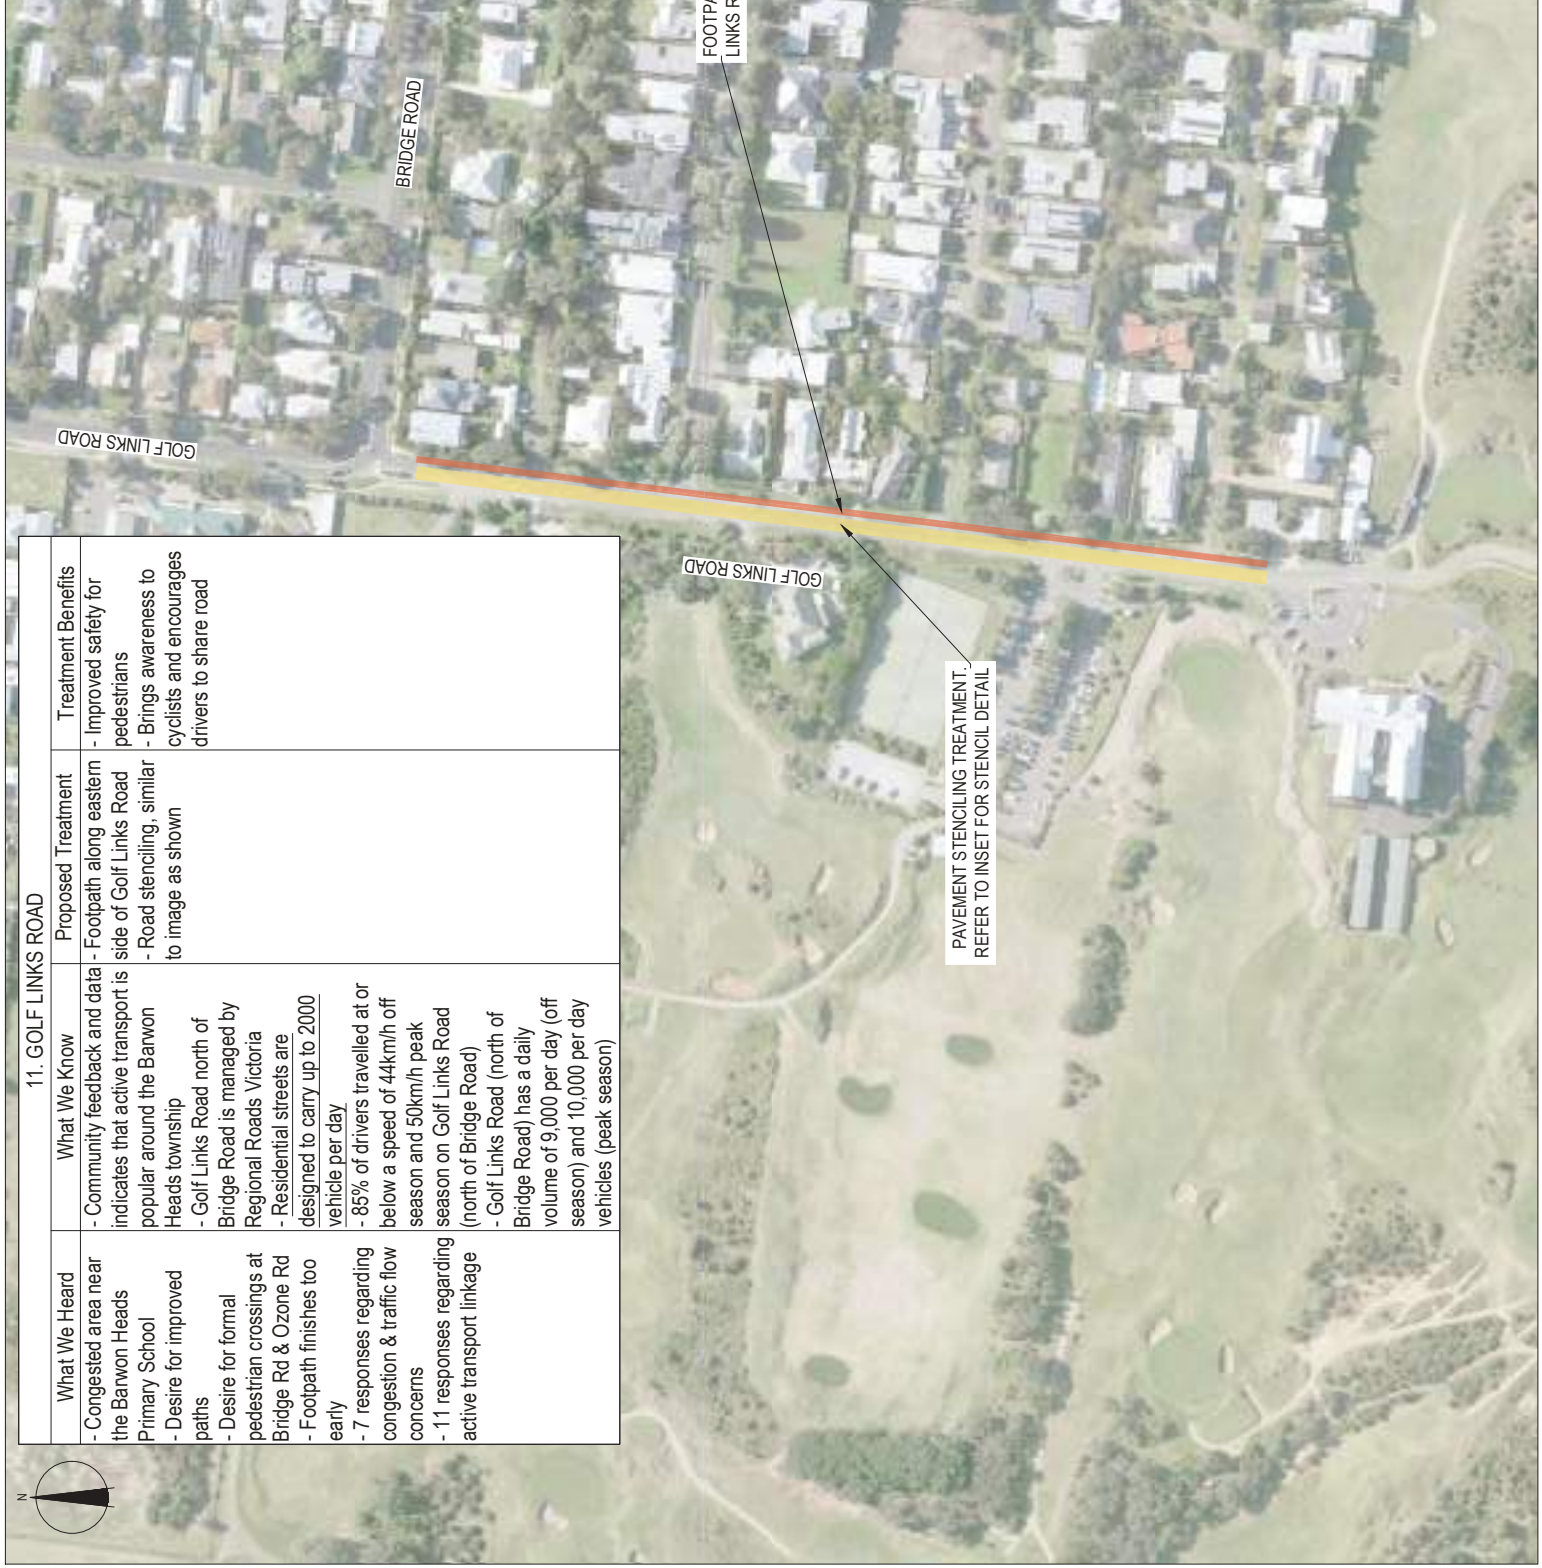 11. GOLF LINKS ROAD
What We Heard
- Congested area near
the Barwon Heads
Primary School
- Desire for improved
paths
- Desire for formal
pedestrian crossings at
Bridge Rd & Ozone Rd
- Footpath finishes too
early
- 7 responses regarding
congestion & traffic flow
concerns
- 11 responses regarding
active transport linkage
What We Know
- Community feedback and data
indicates that active transport is
popular around the Barwon
Heads township
- Golf Links Road north of
Bridge Road is managed by
Regional Roads Victoria
- Residential streets are
designed to carry up to 2000
vehicle per day
- 85% of drivers travelled at or
below a speed of 44km/h off
season and 50km/h peak
season on Golf Links Road
(north of Bridge Road)
- Golf Links Road (north of
Bridge Road) has a daily
volume of 9,000 per day (off
season) and 10,000 per day
vehicles (peak season)
Proposed Treatment
- Footpath along eastern
side of Golf Links Road
- Road stenciling, similar
to image as shown
Treatment Benefits
- Improved safety for
pedestrians
- Brings awareness to
cyclists and encourages
drivers to share road
N
GOLF LINKS ROAD
BRIDGE ROAD
GOLF LINKS ROAD
FOOTPA
LINKS R
PAVEMENT STENCILING TREATMENT.
REFER TO INSET FOR STENCIL DETAIL